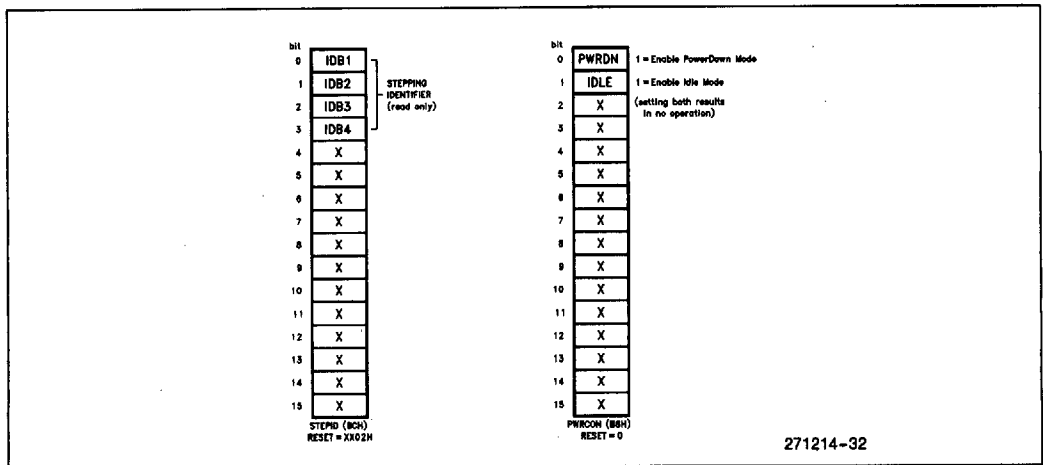 bit
0 IDB1
1 IDB2
2 IDB3
3 IDB4
4 X
5 X
6 X
7 X
8 X
9 X
10 X
11 X
12 X
13 X
14 X
15 X
STEPPING
IDENTIFIER
(read only)
STEPID (BCH)
RESET = XX02H
bit
0 PWRDN 1 = Enable PowerDown Mode
1 IDLE 1 = Enable Idle Mode
2 X (setting both results
in no operation)
3 X
4 X
5 X
6 X
7 X
8 X
9 X
10 X
11 X
12 X
13 X
14 X
15 X
PWRCON
RESET = 0
271214-32